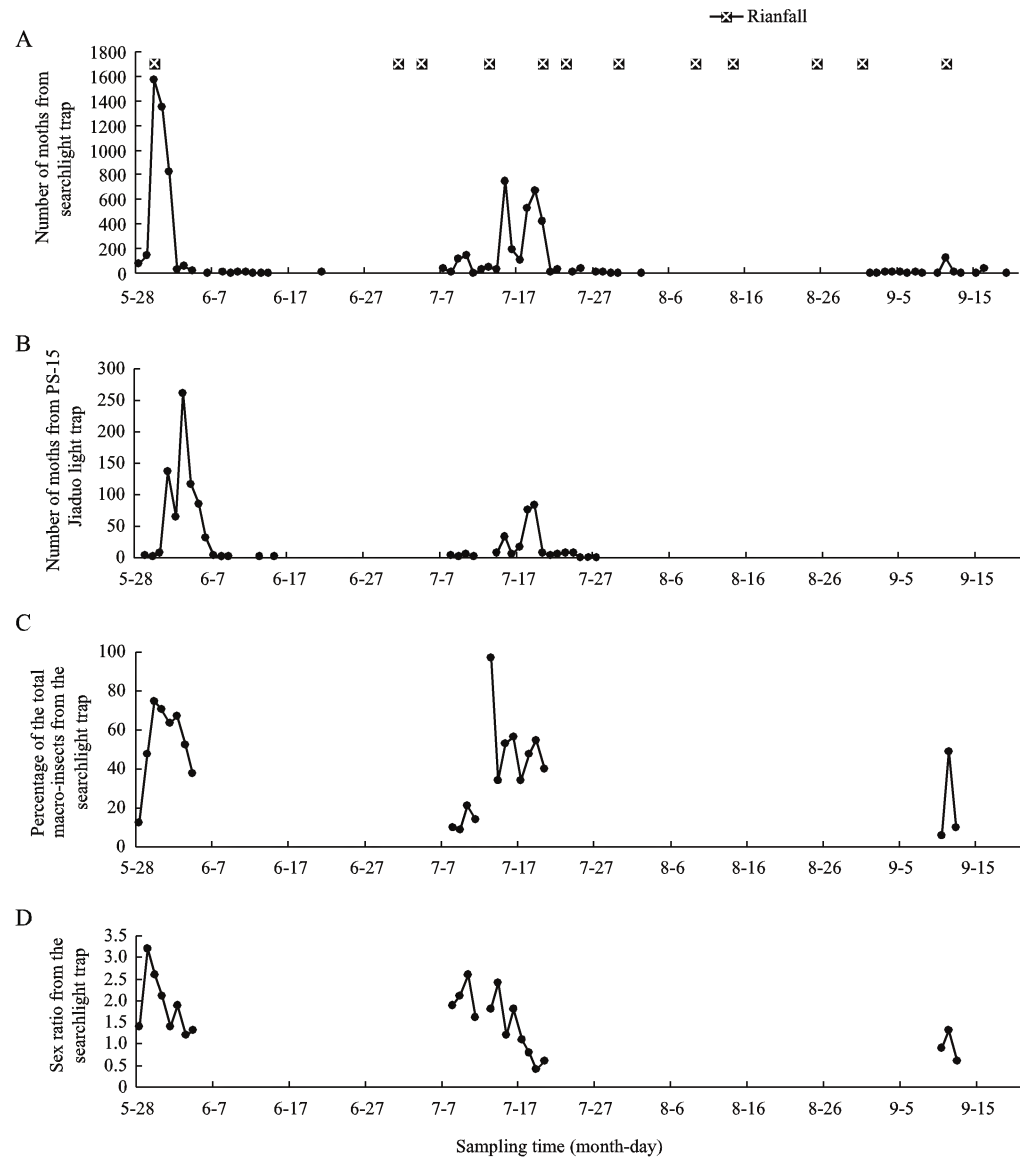 Rianfall
A
Number of moths from
searchlight trap
1800
1600
1400
1200
1000
800
600
400
200
0
5-28 6-7 6-17 6-27 7-7 7-17 7-27 8-6 8-16 8-26 9-5 9-15
B
Number of moths from PS-15
Jiaduo light trap
300
250
200
150
100
50
0
5-28 6-7 6-17 6-27 7-7 7-17 7-27 8-6 8-16 8-26 9-5 9-15
C
Percentage of the total
macro-insects from the
searchlight trap
100
80
60
40
20
0
5-28 6-7 6-17 6-27 7-7 7-17 7-27 8-6 8-16 8-26 9-5 9-15
D
Sex ratio from the
searchlight trap
3.5
3.0
2.5
2.0
1.5
1.0
0.5
0
5-28 6-7 6-17 6-27 7-7 7-17 7-27 8-6 8-16 8-26 9-5 9-15
Sampling time (month-day)